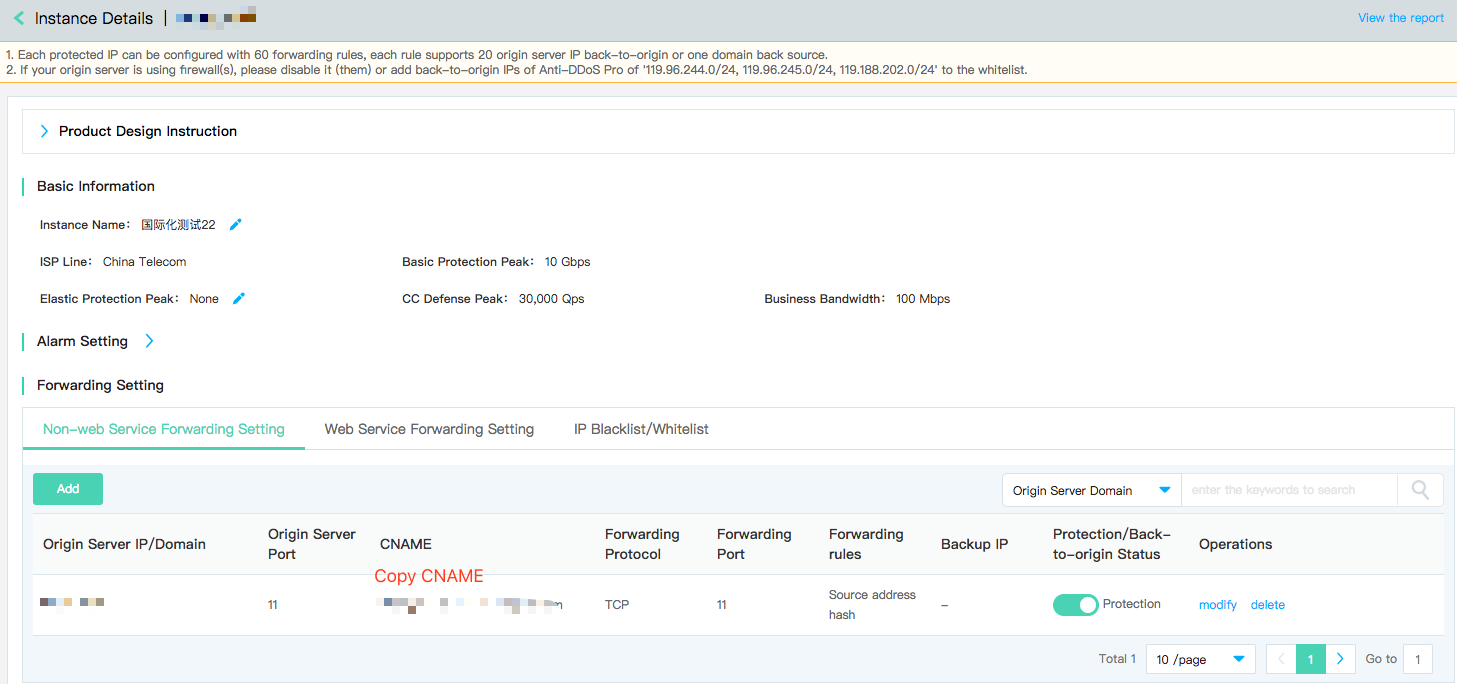 Instance Details |
View the report
1. Each protected IP can be configured with 60 forwarding rules, each rule supports 20 origin server IP back-to-origin or one domain back source.
2. If your origin server is using firewall(s), please disable it (them) or add back-to-origin IPs of Anti-DDoS Pro of '119.96.244.0/24, 119.96.245.0/24, 119.188.202.0/24' to the whitelist.
Product Design Instruction
Basic Information
Instance Name: 国际化测试22
ISP Line: China Telecom Basic Protection Peak: 10 Gbps
Elastic Protection Peak: None CC Defense Peak: 30,000 Qps Business Bandwidth: 100 Mbps
Alarm Setting
Forwarding Setting
Non-web Service Forwarding Setting Web Service Forwarding Setting IP Blacklist/Whitelist
Add Origin Server Domain enter the keywords to search
Origin Server IP/Domain Origin Server Port CNAME Forwarding Protocol Forwarding Port Forwarding rules Backup IP Protection/Back-to-origin Status Operations
Copy CNAME
11 TCP 11 Source address hash – Protection modify delete
Total 1 10 /page 1 Go to 1